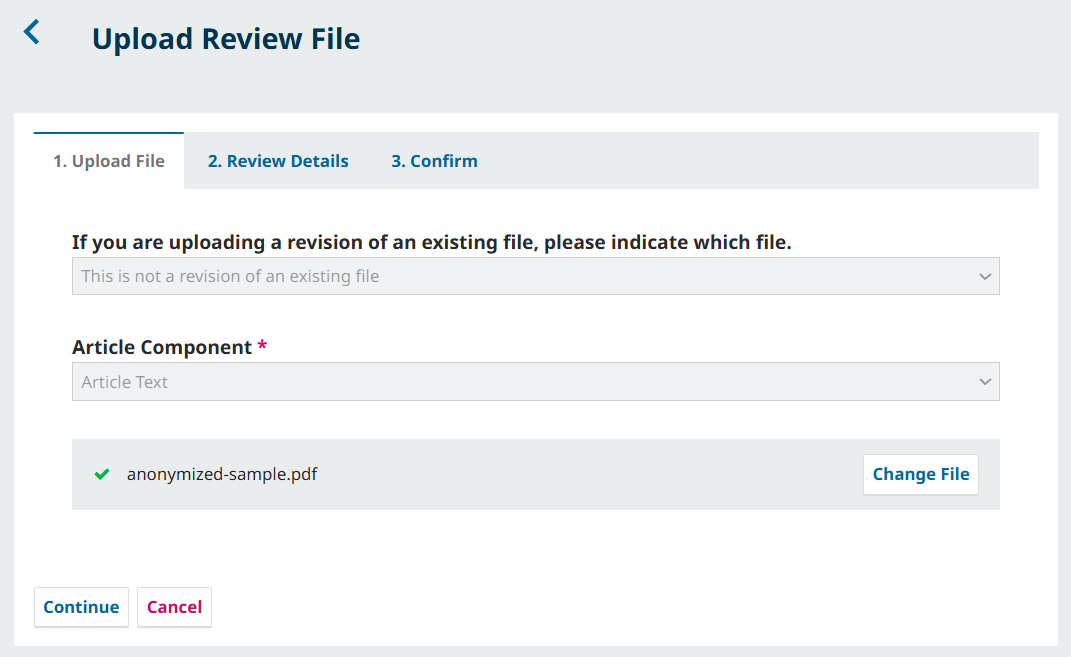 Upload Review File
1. Upload File 2. Review Details 3. Confirm
If you are uploading a revision of an existing file, please indicate which file.
This is not a revision of an existing file
Article Component *
Article Text
anonymized-sample.pdf Change File
Continue Cancel